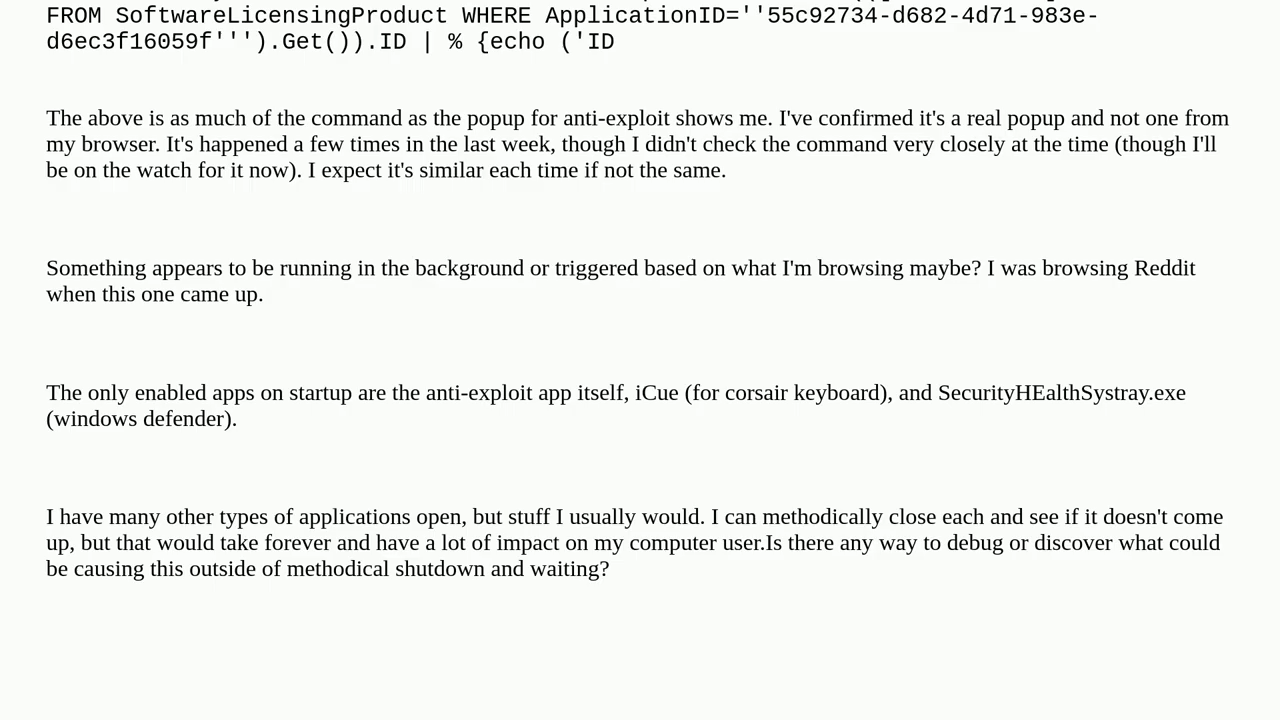 FROM SoftwareLicensingProduct WHERE ApplicationID=''55c92734-d682-4d71-983e-
d6ec3f16059f''').Get()).ID | % {echo ('ID
The above is as much of the command as the popup for anti-exploit shows me. I've confirmed it's a real popup and not one from
my browser. It's happened a few times in the last week, though I didn't check the command very closely at the time (though I'll
be on the watch for it now). I expect it's similar each time if not the same.
Something appears to be running in the background or triggered based on what I'm browsing maybe? I was browsing Reddit
when this one came up.
The only enabled apps on startup are the anti-exploit app itself, iCue (for corsair keyboard), and SecurityHEalthSystray.exe
(windows defender).
I have many other types of applications open, but stuff I usually would. I can methodically close each and see if it doesn't come
up, but that would take forever and have a lot of impact on my computer user.Is there any way to debug or discover what could
be causing this outside of methodical shutdown and waiting?